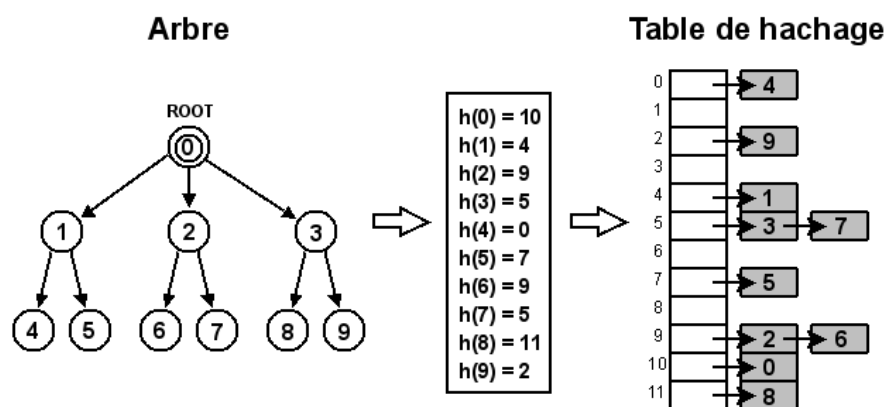 Arbre
Table de hachage
ROOT
0
1 2 3
4 5 6 7 8 9
h(0) = 10
h(1) = 4
h(2) = 9
h(3) = 5
h(4) = 0
h(5) = 7
h(6) = 9
h(7) = 5
h(8) = 11
h(9) = 2
0 4
1
2 9
3
4 1
5 3 7
6
7 5
8
9 2 6
10 0
11 8